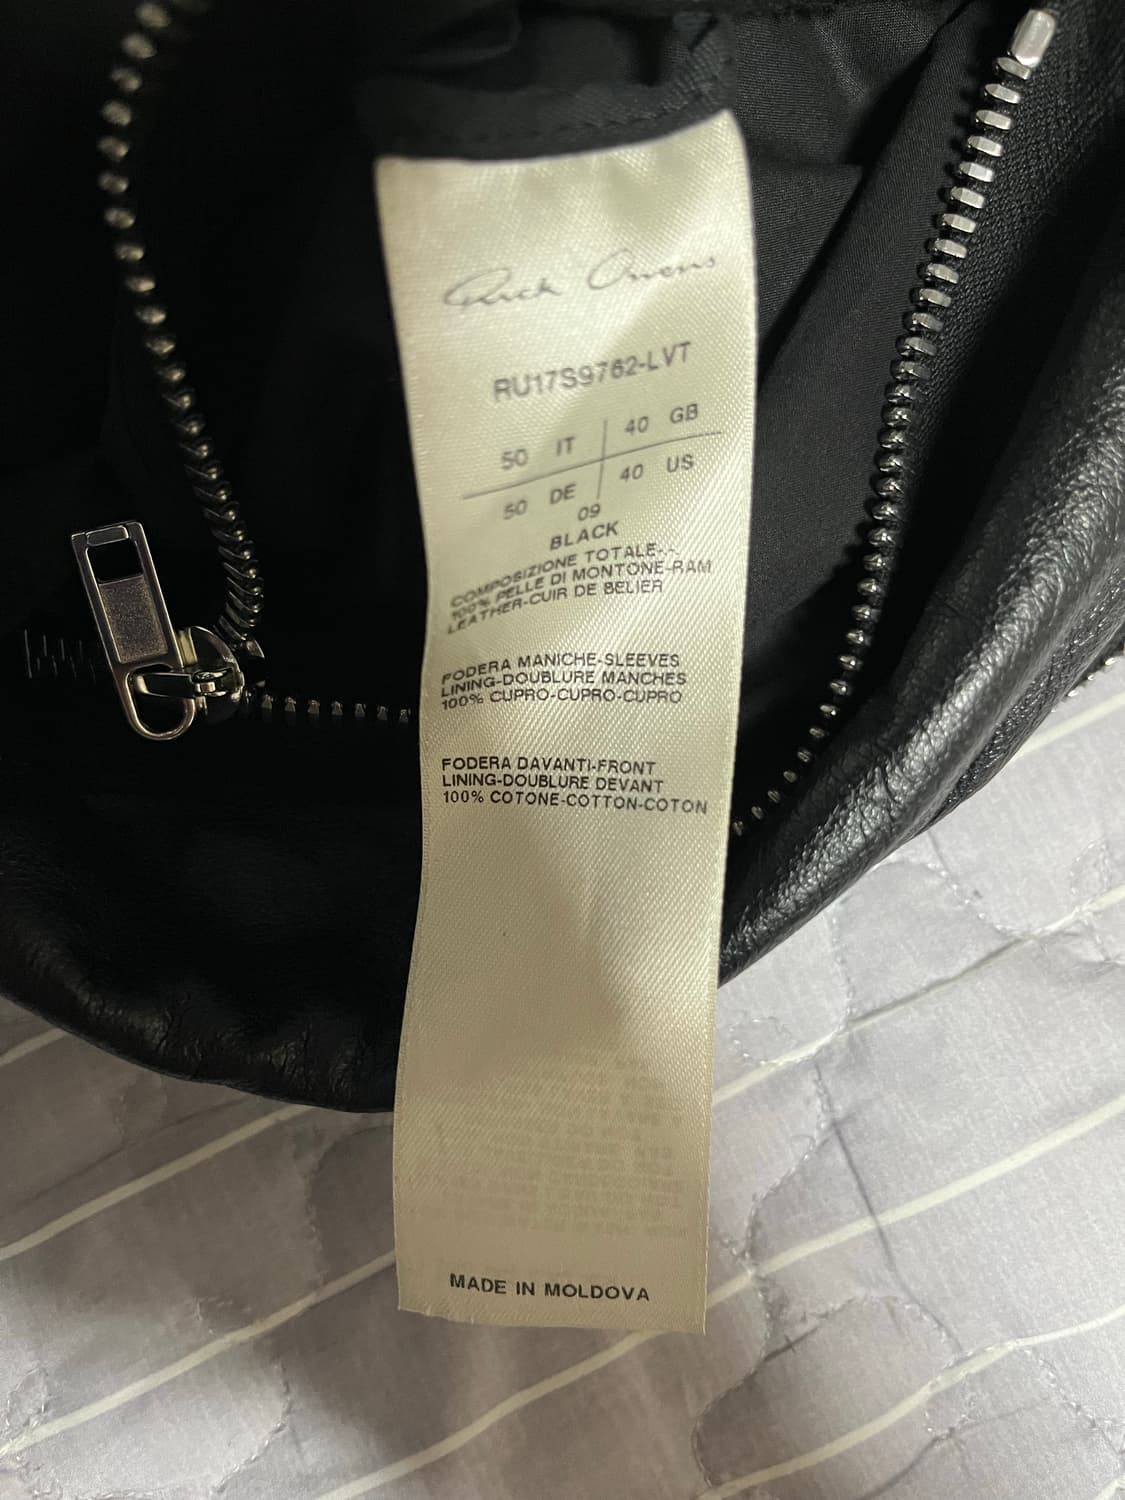 Rick Owens
RU17S9762-LVT
50 IT 40 GB
50 DE 40 US
09
BLACK
COMPOSIZIONE TOTALE-.-
100% PELLE DI MONTONE-RAM
LEATHER-CUIR DE BELIER
FODERA MANICHE-SLEEVES
LINING-DOUBLURE MANCHES
100% CUPRO-CUPRO-CUPRO
FODERA DAVANTI-FRONT
LINING-DOUBLURE DEVANT
100% COTONE-COTTON-COTON
MADE IN MOLDOVA